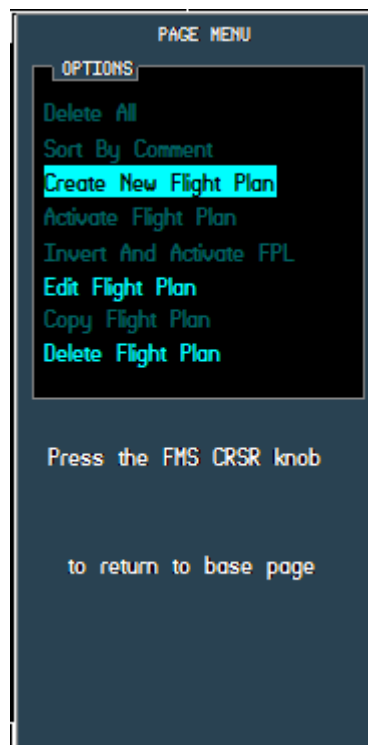 PAGE MENU
OPTIONS
Delete All
Sort By Comment
Create New Flight Plan
Activate Flight Plan
Invert And Activate FPL
Edit Flight Plan
Copy Flight Plan
Delete Flight Plan
Press the FMS CRSR knob
to return to base page